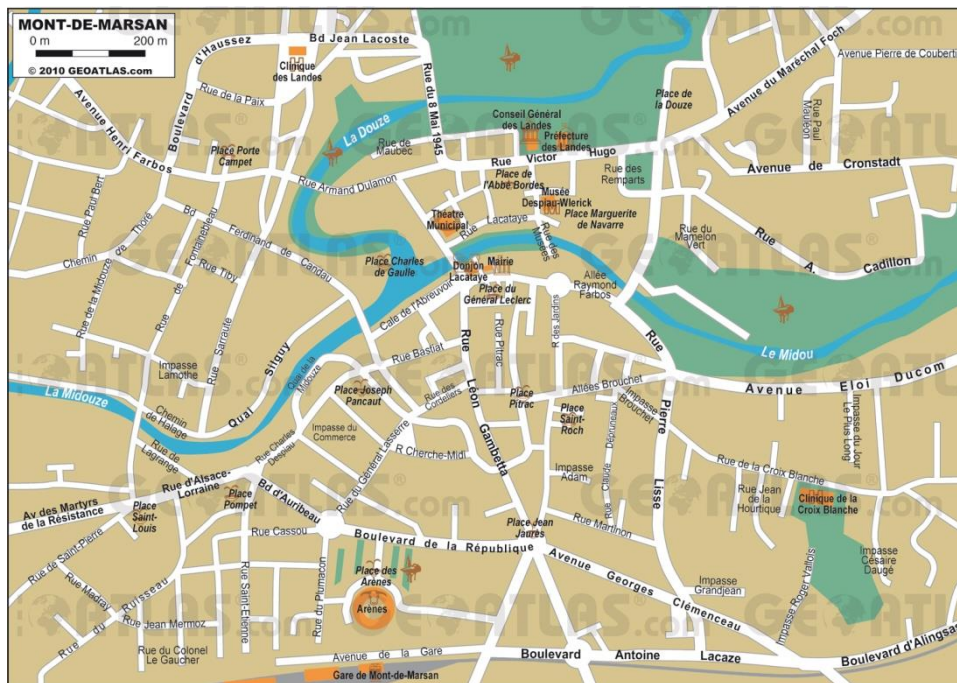 MONT-DE-MARSAN
0 m 200 m
© 2010 GEOATLAS.com
Bd Jean Lacoste
Boulevard d'Haussez
Clinique
des Landes
Rue de la Paix
Avenue Henri Farbos
Place Porte
Campet
Rue du 8 Mai 1945
La Douze
Rue de
Maubec
Rue Armand Dulamon
Conseil Général
des Landes
Préfecture
des Landes
Rue Victor Hugo
Place de
l'Abbé Bordes
Musée
Despiau-Wlerick
Place Marguerite
de Navarre
Rue des
Remparts
Place de
la Douze
Avenue du Maréchal Foch
Avenue Pierre de Couberti
Rue Paul
Mauléon
Avenue de Cronstadt
Rue A. Cadillon
Rue du
Mamelon
Vert
Théâtre
Municipal
Rue Lacataye
Rue des
Musées
Rue Paul Bert
Chemin de Thore
Bd Ferdinand de Candau
Rue de Fontainebleau
Rue Tiby
Rue de la Midouze
Rue Sarraute
Place Charles
de Gaulle
Donjon
Lacataye
Mairie
Place du
Général Leclerc
Cale de l'Abreuvoir
Allée
Raymond
Farbos
Le Midou
R des Jardins
Rue Pitrac
Rue Bastiat
Rue Léon Gambetta
Quai Silguy
Quai de la
Midouze
Impasse
Lamothe
La Midouze
Chemin
de Halage
Rue de
Lagrange
Place Joseph
Pancaut
Rue des
Cordeliers
Place
Pitrac
Allées Brouchet
Impasse
Brouchet
Place
Saint-
Roch
Rue Pierre Lisse
Avenue Eloi Ducom
Impasse du Jour
Le Plus Long
Impasse du
Commerce
Rue Charles
Despiau
Rue du Général Lasserre
R Cherche-Midi
Impasse
Adam
Rue Claude Dépruneaux
Rue de la Croix Blanche
Rue Jean
de la
Hourtique
Clinique de la
Croix Blanche
Av des Martyrs
de la Résistance
Rue d'Alsace-
Lorraine
Place
Saint-
Louis
Place
Pompet
Bd d'Auribeau
Rue Cassou
Boulevard de la République
Place Jean
Jaurès
Rue Martinon
Rue de Saint-Pierre
Rue Madray
Rue du Ruisseau
Rue Jean Mermoz
Rue du Colonel
Le Gaucher
Rue Saint-Etienne
Rue du Plumacon
Place des
Arènes
Arènes
Avenue Georges Clémenceau
Impasse
Grandjean
Impasse Roger Vallois
Impasse
Césaire
Daugé
Avenue de la Gare
Gare de Mont-de-Marsan
Boulevard Antoine Lacaze
Boulevard d'Alingsas
GEOATLAS.com